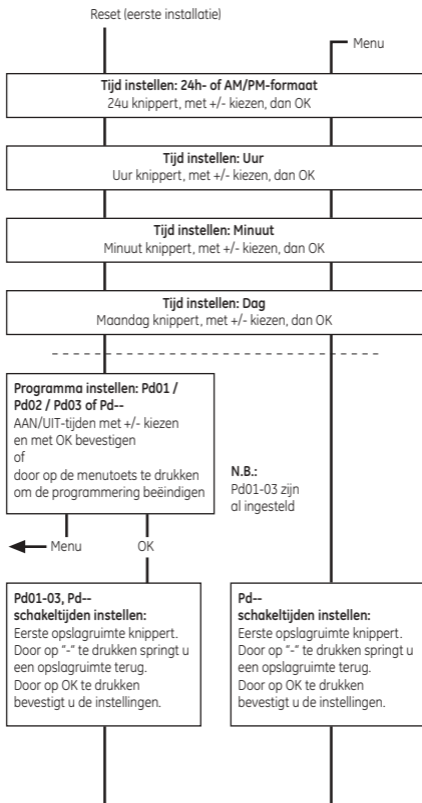 Reset (eerste installatie)
Menu
Tijd instellen: 24h- of AM/PM-formaat
24u knippert, met +/- kiezen, dan OK
Tijd instellen: Uur
Uur knippert, met +/- kiezen, dan OK
Tijd instellen: Minuut
Minuut knippert, met +/- kiezen, dan OK
Tijd instellen: Dag
Maandag knippert, met +/- kiezen, dan OK
Programma instellen: Pd01 /
Pd02 / Pd03 of Pd--
AAN/UIT-tijden met +/- kiezen
en met OK bevestigen
of
door op de menutoets te drukken
om de programmering beëindigen
N.B.:
Pd01-03 zijn
al ingesteld
Menu
OK
Pd01-03, Pd--
schakeltijden instellen:
Eerste opslagruimte knippert.
Door op "-" te drukken springt u
een opslagruimte terug.
Door op OK te drukken
bevestigt u de instellingen.
Pd--
schakeltijden instellen:
Eerste opslagruimte knippert.
Door op "-" te drukken springt u
een opslagruimte terug.
Door op OK te drukken
bevestigt u de instellingen.